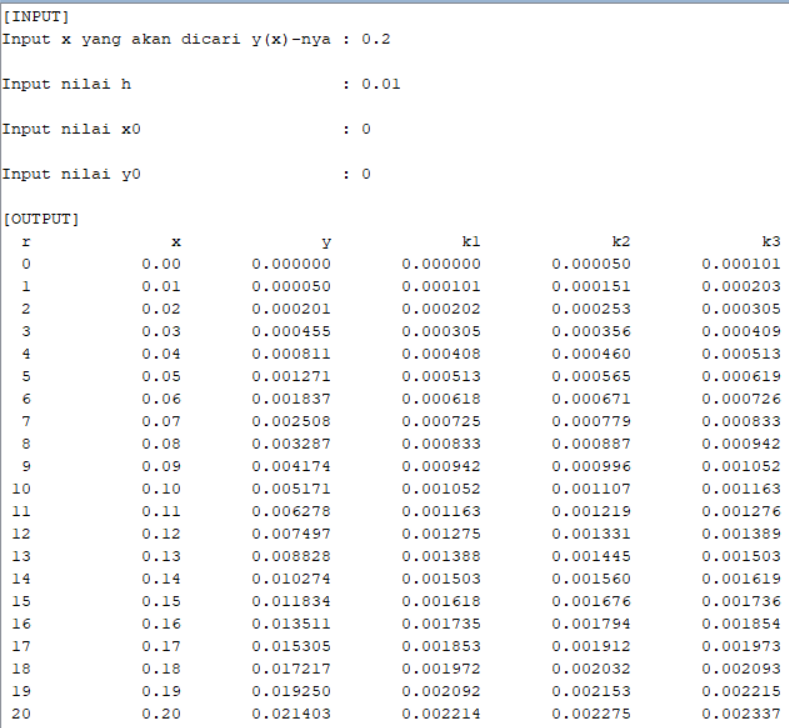 [INPUT]
Input x yang akan dicari y(x)-nya : 0.2
Input nilai h : 0.01
Input nilai x0 : 0
Input nilai y0 : 0
[OUTPUT]
r x y k1 k2 k3
0 0.00 0.000000 0.000000 0.000050 0.000101
1 0.01 0.000050 0.000101 0.000151 0.000203
2 0.02 0.000201 0.000202 0.000253 0.000305
3 0.03 0.000455 0.000305 0.000356 0.000409
4 0.04 0.000811 0.000408 0.000460 0.000513
5 0.05 0.001271 0.000513 0.000565 0.000619
6 0.06 0.001837 0.000618 0.000671 0.000726
7 0.07 0.002508 0.000725 0.000779 0.000833
8 0.08 0.003287 0.000833 0.000887 0.000942
9 0.09 0.004174 0.000942 0.000996 0.001052
10 0.10 0.005171 0.001052 0.001107 0.001163
11 0.11 0.006278 0.001163 0.001219 0.001276
12 0.12 0.007497 0.001275 0.001331 0.001389
13 0.13 0.008828 0.001388 0.001445 0.001503
14 0.14 0.010274 0.001503 0.001560 0.001619
15 0.15 0.011834 0.001618 0.001676 0.001736
16 0.16 0.013511 0.001735 0.001794 0.001854
17 0.17 0.015305 0.001853 0.001912 0.001973
18 0.18 0.017217 0.001972 0.002032 0.002093
19 0.19 0.019250 0.002092 0.002153 0.002215
20 0.20 0.021403 0.002214 0.002275 0.002337